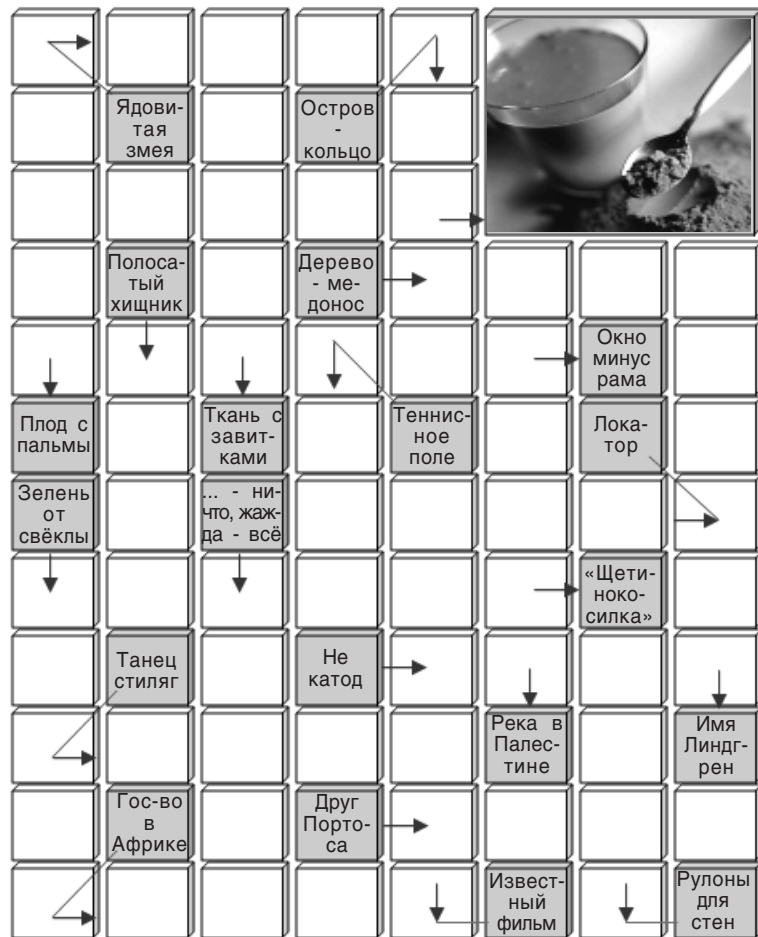 Ядови-
тая
змея
Остров
-
кольцо
Полоса-
тый
хищник
Дерево
- ме-
донос
Окно
минус
рама
Плод с
пальмы
Ткань с
завит-
ками
Теннис-
ное
поле
Лока-
тор
Зелень
от
свёклы
... - ни-
что, жаж-
да - всё
«Щети-
ноко-
силка»
Танец
стиляг
Не
катод
Река в
Палес-
тине
Имя
Линдг-
рен
Гос-во
в
Африке
Друг
Порто-
са
Извест-
ный
фильм
Рулоны
для
стен